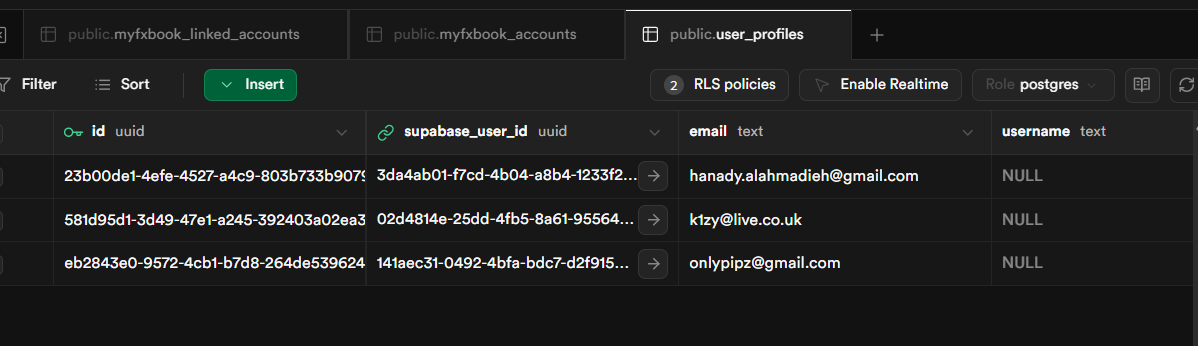 public.myfxbook_linked_accounts public.myfxbook_accounts public.user_profiles
Filter Sort Insert 2 RLS policies Enable Realtime Role postgres
id uuid supabase_user_id uuid email text username text
23b00de1-4efe-4527-a4c9-803b733b9079 3da4ab01-f7cd-4b04-a8b4-1233f2... hanady.alahmadieh@gmail.com NULL
581d95d1-3d49-47e1-a245-392403a02ea3 02d4814e-25dd-4fb5-8a61-95564... k1zy@live.co.uk NULL
eb2843e0-9572-4cb1-b7d8-264de539624 141aec31-0492-4bfa-bdc7-d2f915... onlypipz@gmail.com NULL